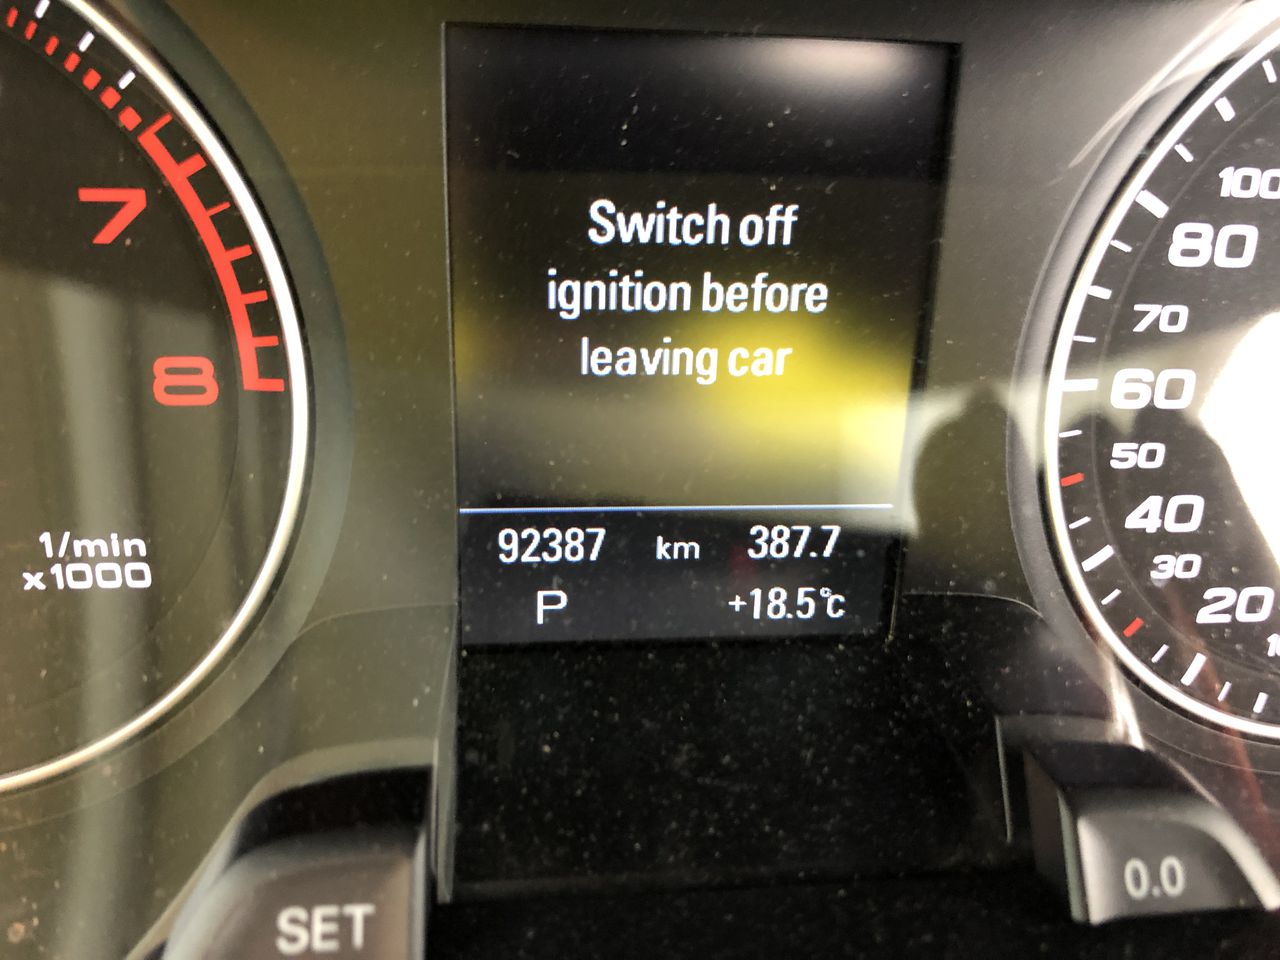 Switch off
ignition before
leaving car
92387 km 387.7
P +18.5°C
7
8
1/min
x1000
100
80
70
60
50
40
30
20
SET
0.0